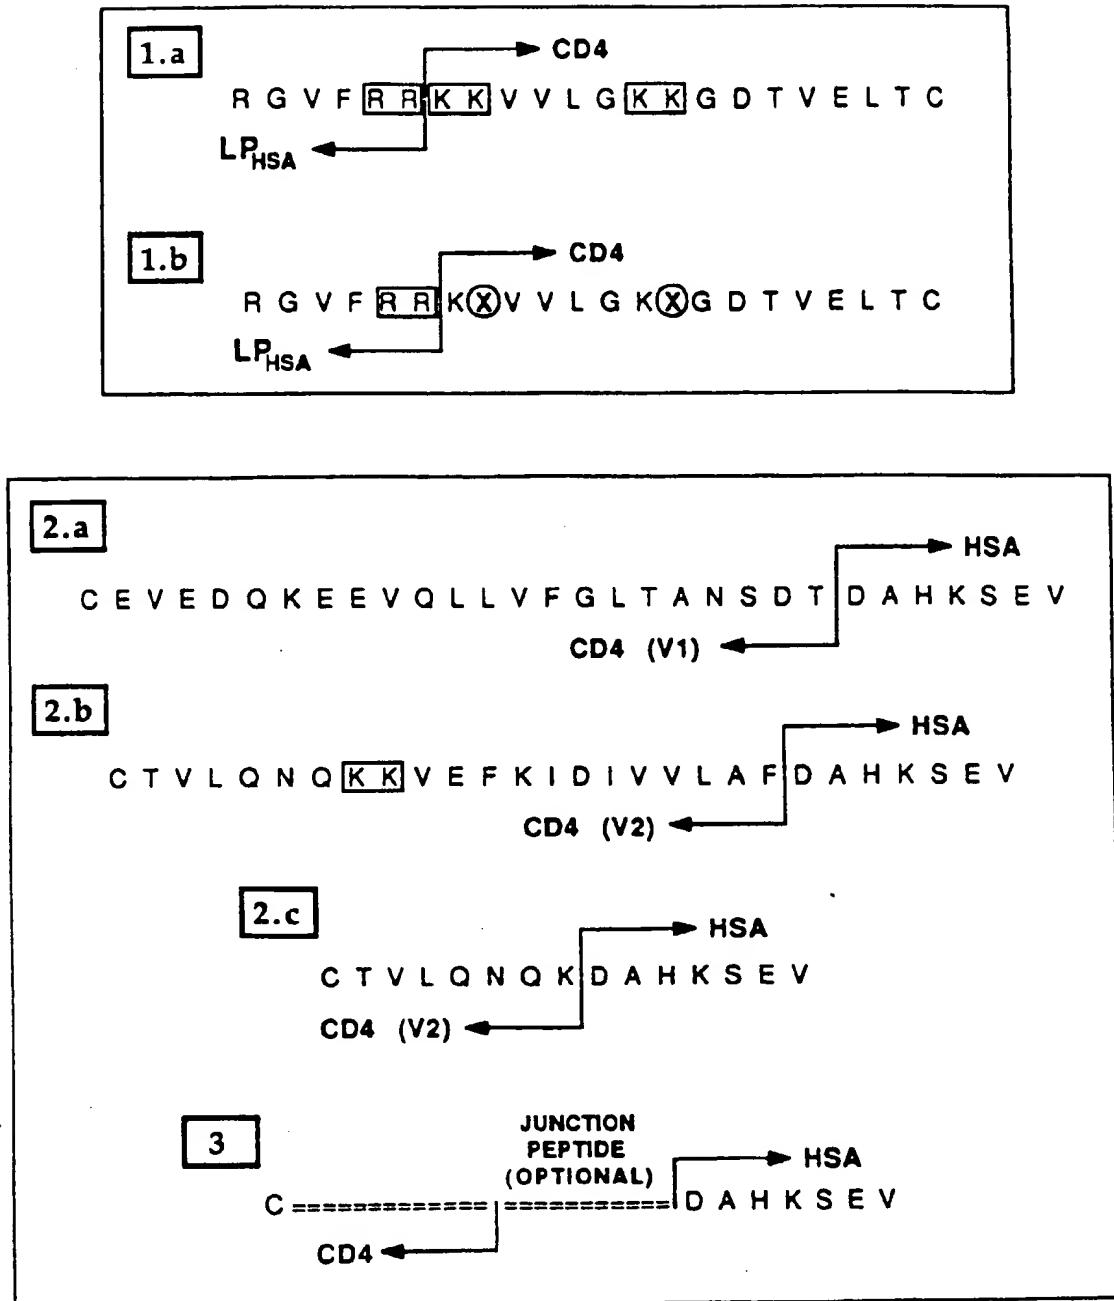 1.a
CD4
R G V F R R K K V V L G K K G D T V E L T C
LPHSA
1.b
CD4
R G V F R R K X V V L G K X G D T V E L T C
LPHSA
2.a
HSA
C E V E D Q K E E V Q L L V F G L T A N S D T D A H K S E V
CD4 (V1)
2.b
HSA
C T V L Q N Q K K V E F K I D I V V L A F D A H K S E V
CD4 (V2)
2.c
HSA
C T V L Q N Q K D A H K S E V
CD4 (V2)
3
JUNCTION
PEPTIDE
(OPTIONAL)
HSA
C ============= =========== D A H K S E V
CD4